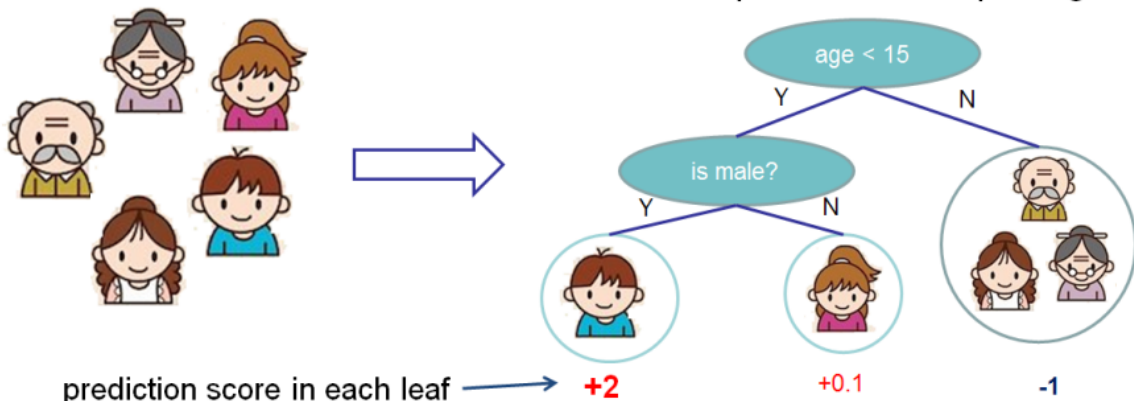 age < 15
Y
N
is male?
Y
N
prediction score in each leaf
+2
+0.1
-1